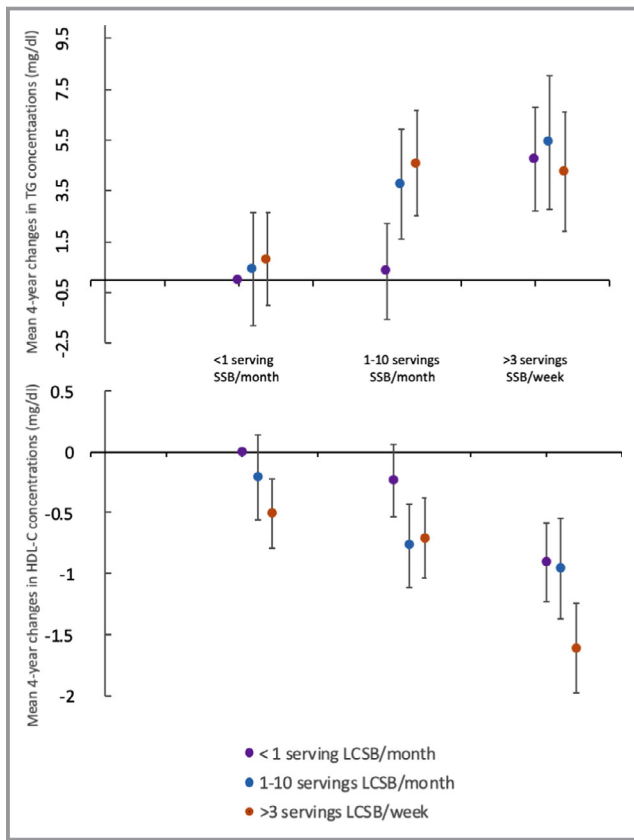 Mean 4-year changes in TG concentaations (mg/dl)
9.5
7.5
5.5
3.5
1.5
-0.5
-2.5
<1 serving
SSB/month
1-10 servings
SSB/month
>3 servings
SSB/week
Mean 4-year changes in HDL-C concentrations (mg/dl)
0.5
0
-0.5
-1
-1.5
-2
< 1 serving LCSB/month
1-10 servings LCSB/month
>3 servings LCSB/week